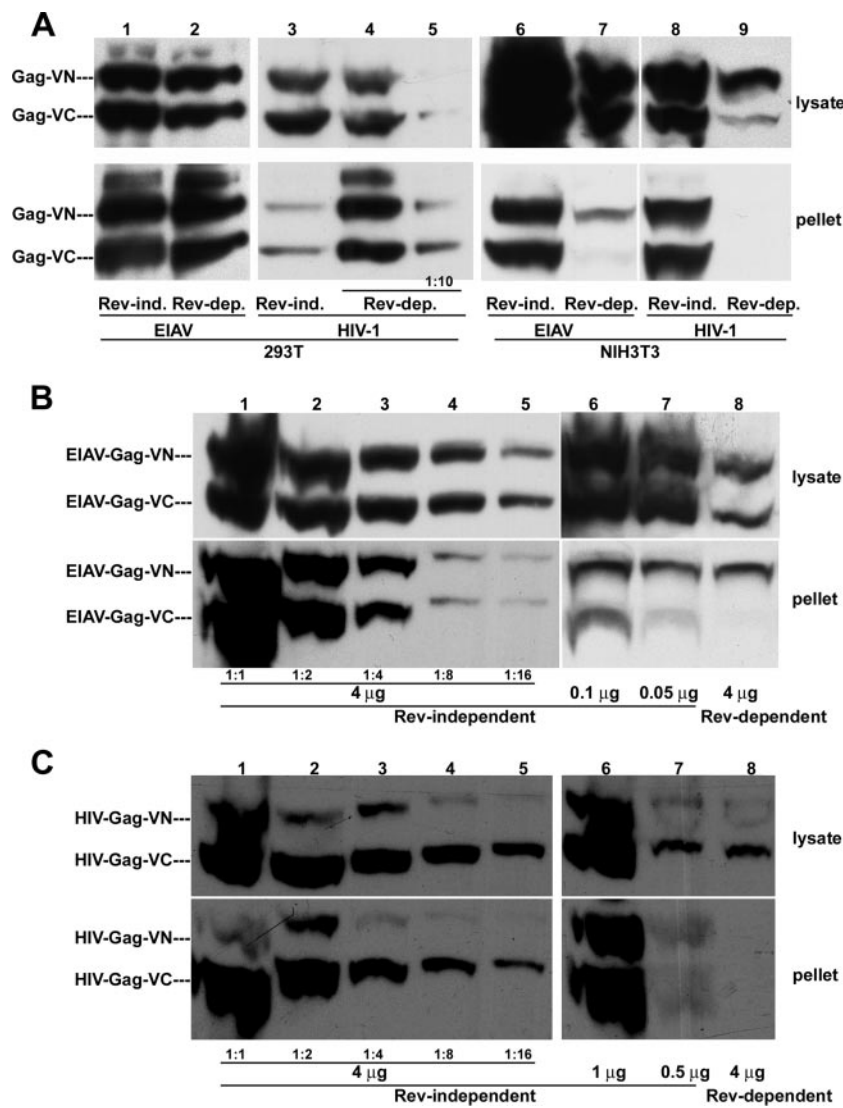 A
1 2 3 4 5 6 7 8 9
Gag-VN---
Gag-VC---
lysate
Gag-VN---
Gag-VC---
pellet
1:10
Rev-ind. Rev-dep. Rev-ind. Rev-dep. Rev-ind. Rev-dep. Rev-ind. Rev-dep.
EIAV HIV-1 EIAV HIV-1
293T NIH3T3
B
1 2 3 4 5 6 7 8
EIAV-Gag-VN---
EIAV-Gag-VC---
lysate
EIAV-Gag-VN---
EIAV-Gag-VC---
pellet
1:1 1:2 1:4 1:8 1:16
4 μg 0.1 μg 0.05 μg 4 μg
Rev-independent Rev-dependent
C
1 2 3 4 5 6 7 8
HIV-Gag-VN---
HIV-Gag-VC---
lysate
HIV-Gag-VN---
HIV-Gag-VC---
pellet
1:1 1:2 1:4 1:8 1:16
4 μg 1 μg 0.5 μg 4 μg
Rev-independent Rev-dependent